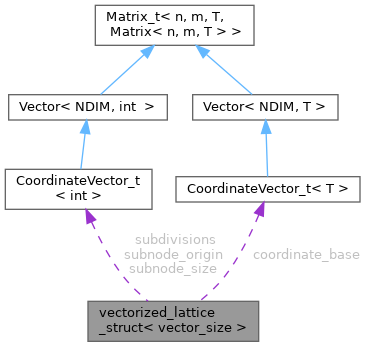 Matrix_t< n, m, T,
Matrix< n, m, T > >
Vector< NDIM, int  >
Vector< NDIM, T >
CoordinateVector_t
< int >
CoordinateVector_t< T >
subdivisions
subnode_origin
subnode_size
coordinate_base
vectorized_lattice
_struct< vector_size >